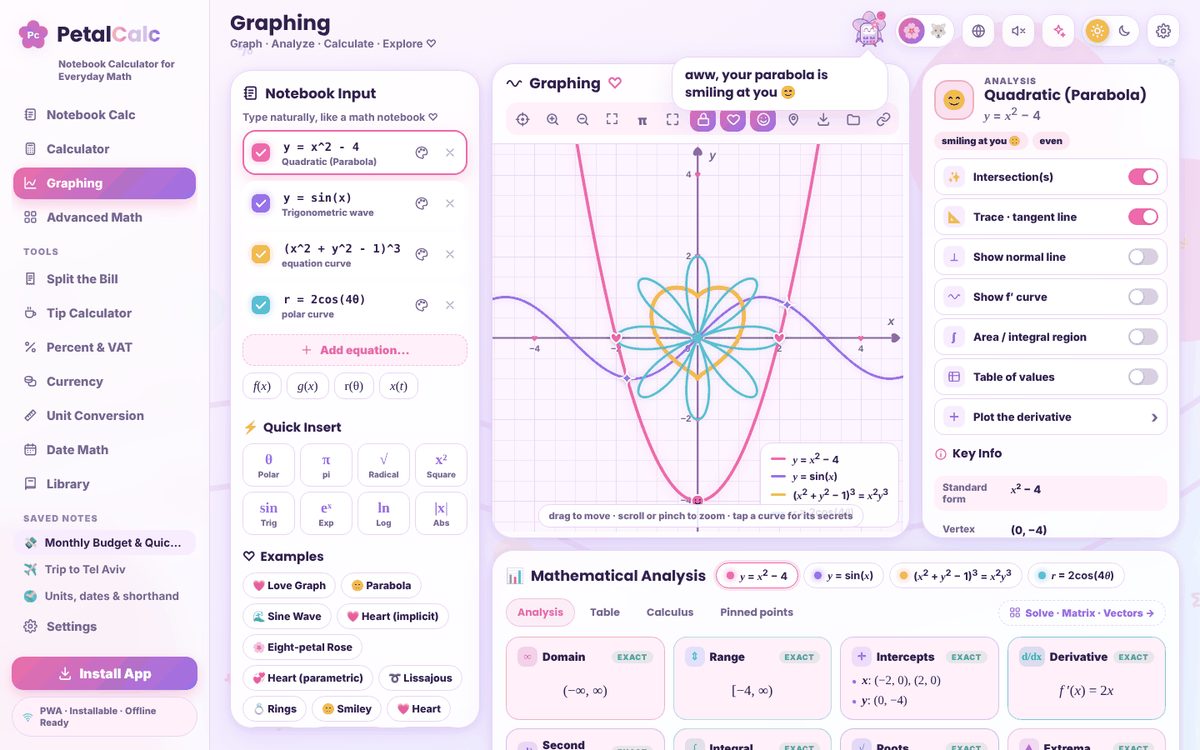 Pc PetalCalc
Notebook Calculator for
Everyday Math
Notebook Calc
Calculator
Graphing
Advanced Math
TOOLS
Split the Bill
Tip Calculator
Percent & VAT
Currency
Unit Conversion
Date Math
Library
SAVED NOTES
Monthly Budget & Quic...
Trip to Tel Aviv
Units, dates & shorthand
Settings
Install App
PWA · Installable · Offline
Ready
Graphing
Graph · Analyze · Calculate · Explore ♡
Notebook Input
Type naturally, like a math notebook ♡
y = x^2 - 4
Quadratic (Parabola)
y = sin(x)
Trigonometric wave
(x^2 + y^2 - 1)^3
equation curve
r = 2cos(4θ)
polar curve
+ Add equation...
f(x) g(x) r(θ) x(t)
⚡ Quick Insert
θ π √ x²
Polar pi Radical Square
sin eˣ ln |x|
Trig Exp Log Abs
♡ Examples
💗 Love Graph 😊 Parabola
🌊 Sine Wave 💗 Heart (implicit)
🌸 Eight-petal Rose
💞 Heart (parametric) ➰ Lissajous
💍 Rings 😊 Smiley 💗 Heart
Graphing
aww, your parabola is
smiling at you 😊
π
y
4
2
x
−4 −2 2 4
−2
y = x² − 4
y = sin(x)
(x² + y² − 1)³ = x²y³
drag to move · scroll or pinch to zoom · tap a curve for its secrets
ANALYSIS
Quadratic (Parabola)
y = x² − 4
smiling at you 😊 even
Intersection(s)
Trace · tangent line
Show normal line
Show f′ curve
Area / integral region
Table of values
Plot the derivative
Key Info
Standard
form
x² − 4
Vertex (0, −4)
📊 Mathematical Analysis
y = x² − 4 y = sin(x) (x² + y² − 1)³ = x²y³ r = 2cos(4θ)
Analysis Table Calculus Pinned points
Solve · Matrix · Vectors →
∞ Domain EXACT
(−∞, ∞)
⇕ Range EXACT
[−4, ∞)
Intercepts EXACT
• x: (−2, 0), (2, 0)
• y: (0, −4)
d/dx Derivative EXACT
f′(x) = 2x
Second
EXACT
Integral EXACT
Roots EXACT
Extrema EXACT